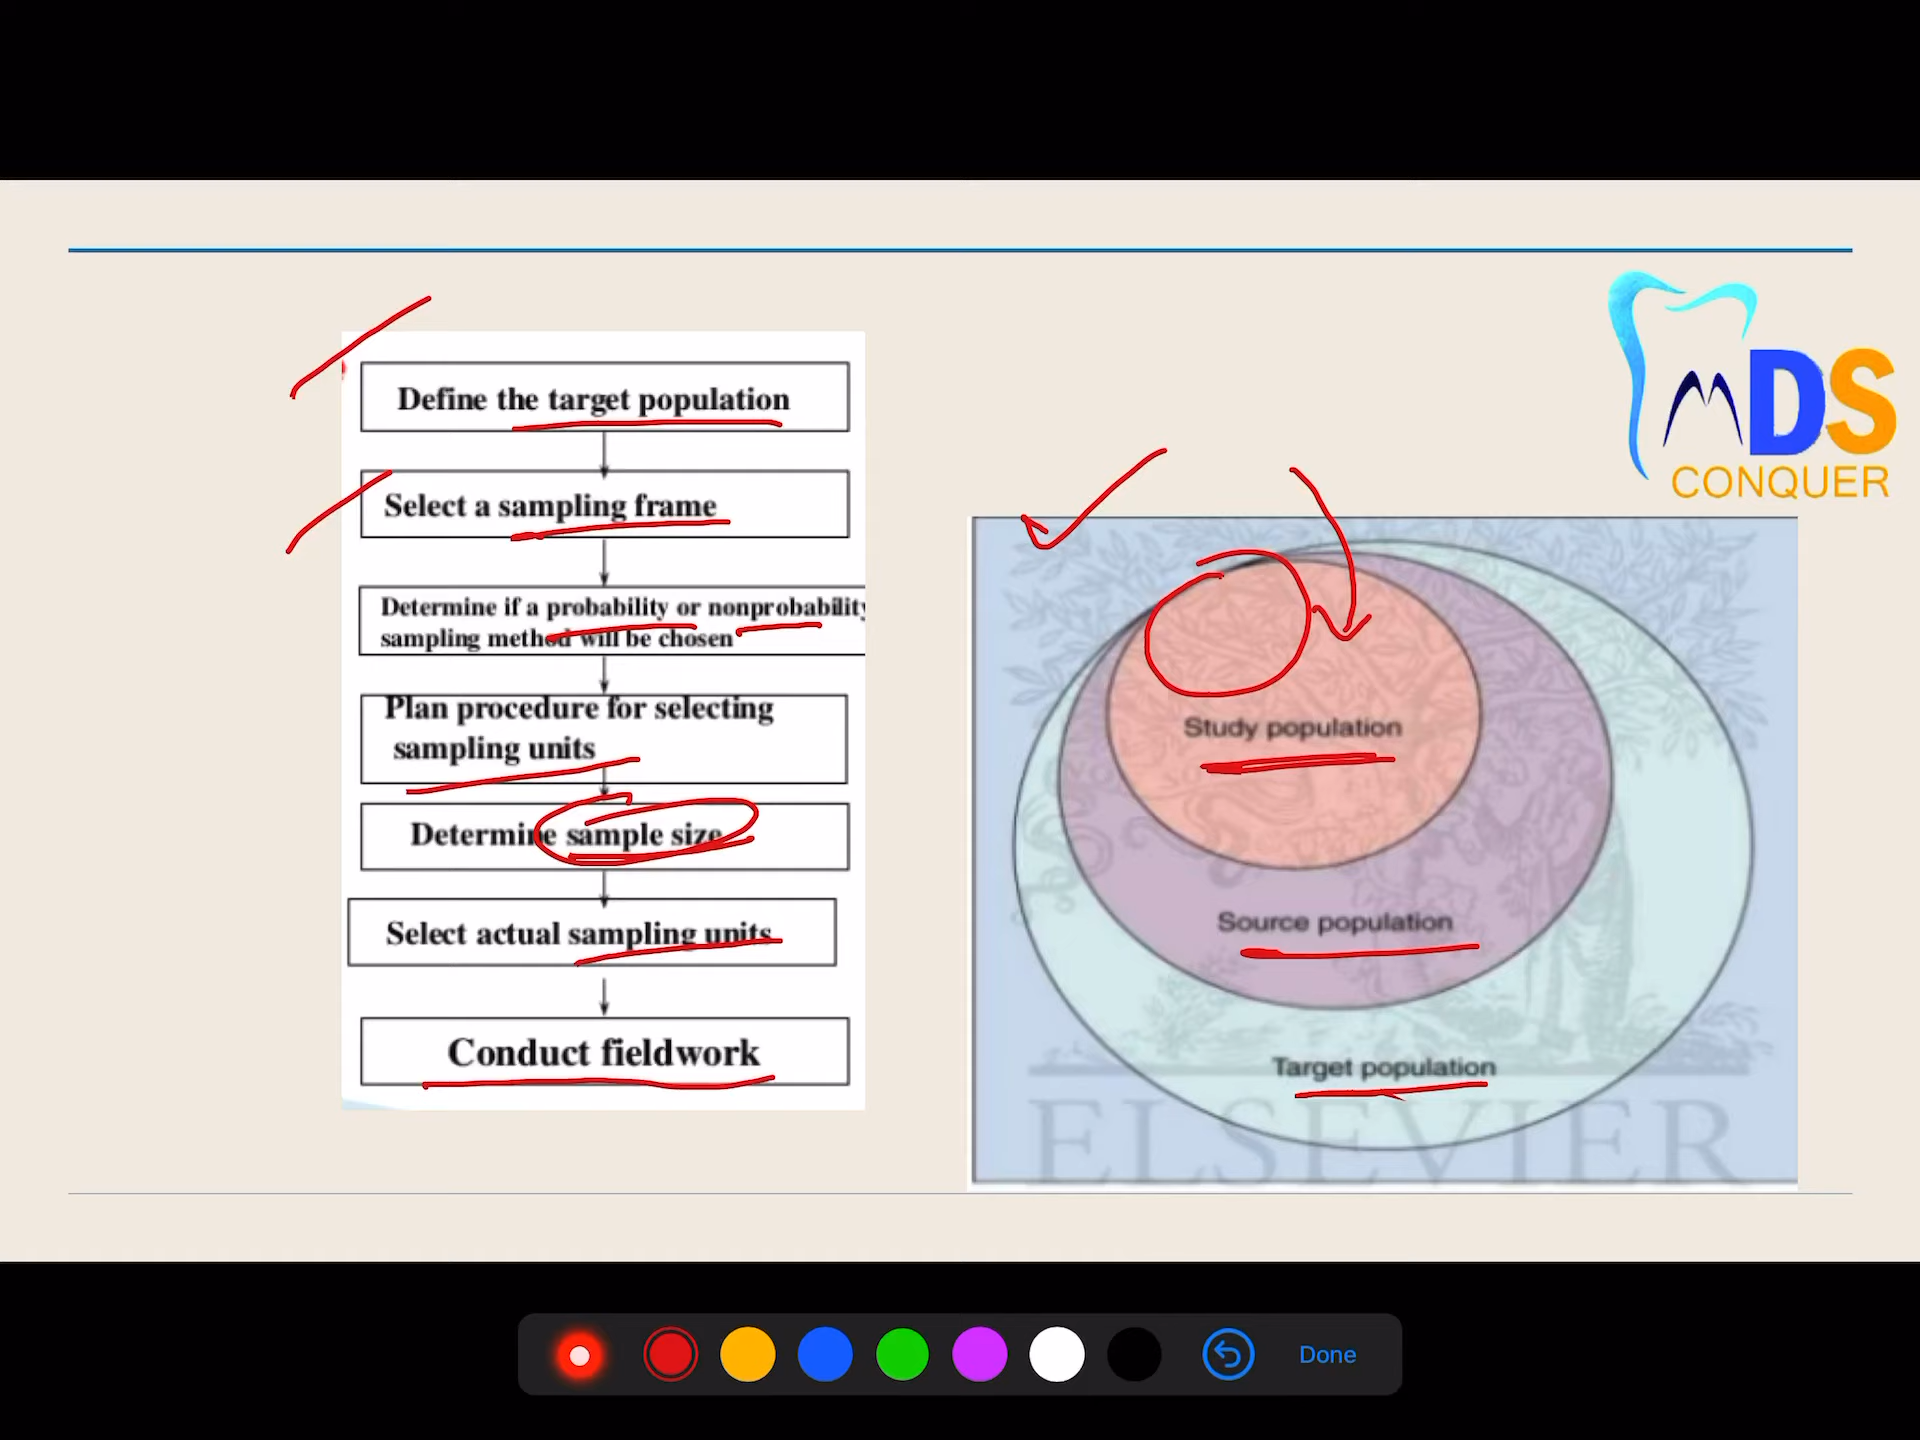 Define the target population
Select a sampling frame
Determine if a probability or nonprobability
sampling method will be chosen
Plan procedure for selecting
sampling units
Determine sample size
Select actual sampling units
Conduct fieldwork
MDS
CONQUER
Study population
Source population
Target population
ELSEVIER
Done